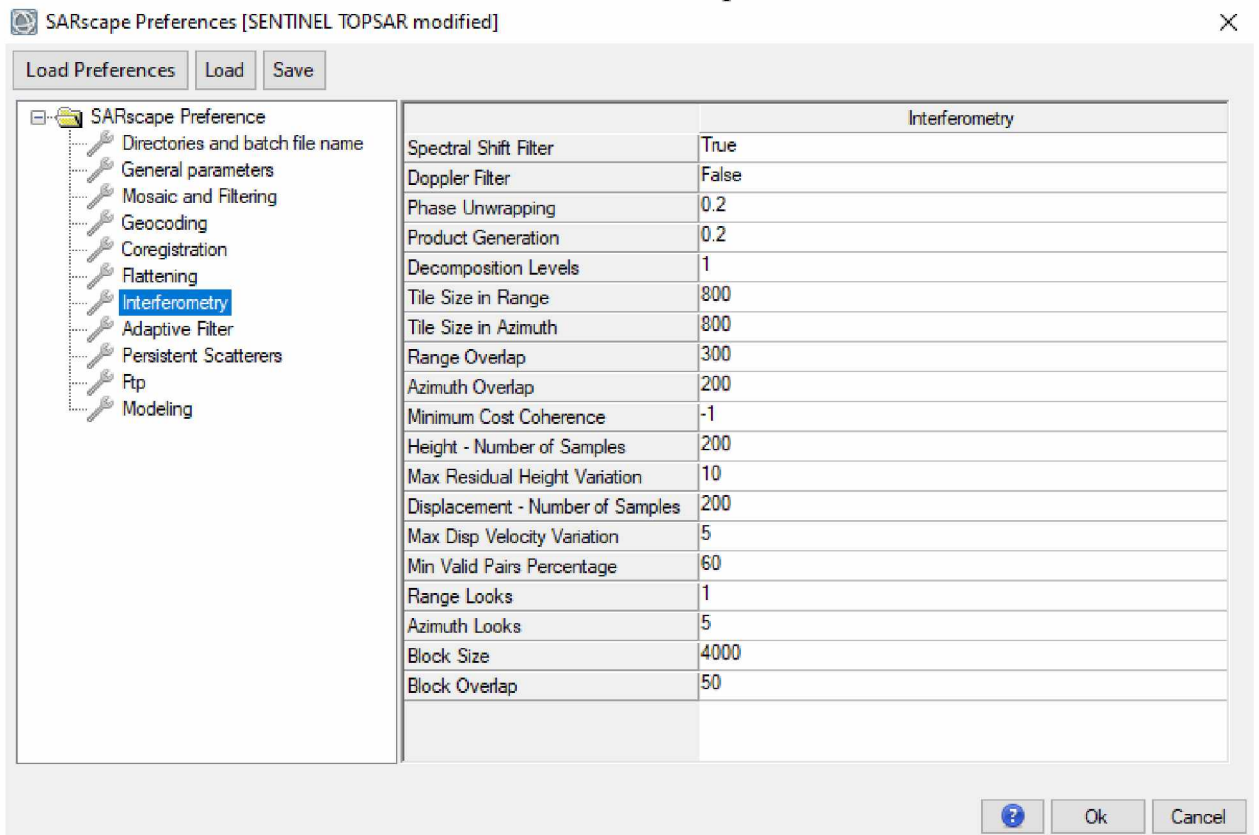 SARscape Preferences [SENTINEL TOPSAR modified]
Load Preferences Load Save
SARscape Preference
Directories and batch file name
General parameters
Mosaic and Filtering
Geocoding
Coregistration
Flattening
Interferometry
Adaptive Filter
Persistent Scatterers
Ftp
Modeling
Interferometry
Spectral Shift Filter True
Doppler Filter False
Phase Unwrapping 0.2
Product Generation 0.2
Decomposition Levels 1
Tile Size in Range 800
Tile Size in Azimuth 800
Range Overlap 300
Azimuth Overlap 200
Minimum Cost Coherence -1
Height - Number of Samples 200
Max Residual Height Variation 10
Displacement - Number of Samples 200
Max Disp Velocity Variation 5
Min Valid Pairs Percentage 60
Range Looks 1
Azimuth Looks 5
Block Size 4000
Block Overlap 50
? Ok Cancel